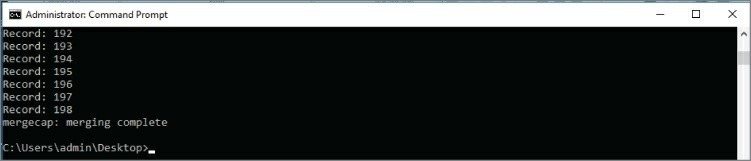 Administrator: Command Prompt
Record: 192
Record: 193
Record: 194
Record: 195
Record: 196
Record: 197
Record: 198
mergecap: merging complete
C:\Users\admin\Desktop>